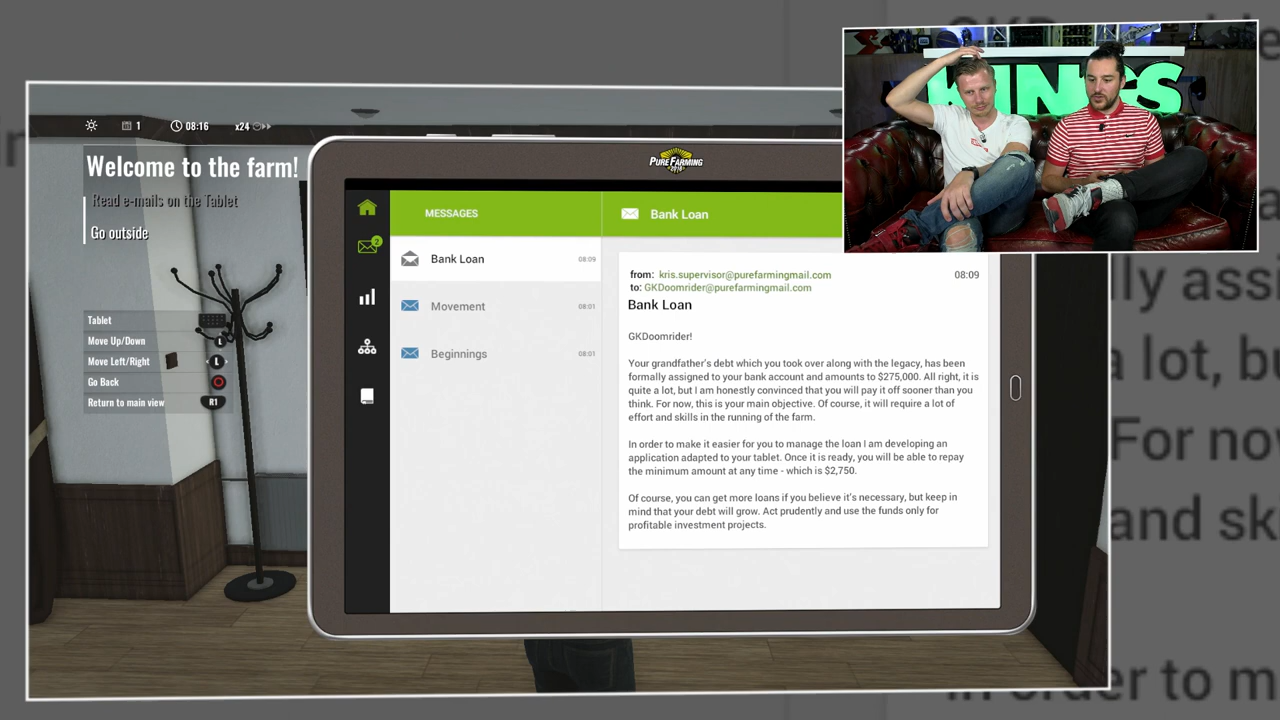 1
08:16
x24
Welcome to the farm!
Read e-mails on the Tablet
Go outside
Tablet
Move Up/Down
L
Move Left/Right
L
Go Back
Return to main view
R1
PURE FARMING
2018
MESSAGES
Bank Loan
2
Bank Loan
08:09
Movement
08:01
Beginnings
08:01
from: kris.supervisor@purefarmingmail.com
08:09
to: GKDoomrider@purefarmingmail.com
Bank Loan
GKDoomrider!
Your grandfather's debt which you took over along with the legacy, has been
formally assigned to your bank account and amounts to $275,000. All right, it is
quite a lot, but I am honestly convinced that you will pay it off sooner than you
think. For now, this is your main objective. Of course, it will require a lot of
effort and skills in the running of the farm.
In order to make it easier for you to manage the loan I am developing an
application adapted to your tablet. Once it is ready, you will be able to repay
the minimum amount at any time - which is $2,750.
Of course, you can get more loans if you believe it's necessary, but keep in
mind that your debt will grow. Act prudently and use the funds only for
profitable investment projects.
KINGS
lly assi
a lot, bu
For nov
and sk
In order to m